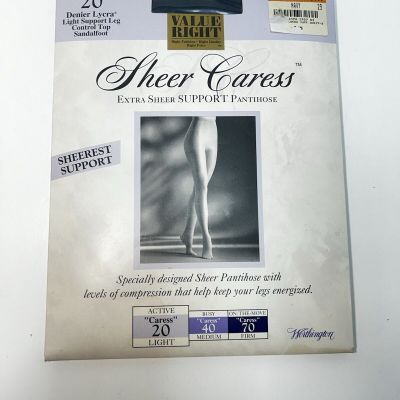 20
Denier Lycra®
Light Support Leg
Control Top
Sandalfoot
VALUE
RIGHT
NAVY
Sheer Caress™
EXTRA SHEER SUPPORT PANTIHOSE
SHEEREST
SUPPORT
Specially designed Sheer Pantihose with
levels of compression that help keep your legs energized.
ACTIVE
"Caress"
20
LIGHT
BUSY
"Caress"
40
MEDIUM
ON-THE-MOVE
"Caress"
70
FIRM
Worthington